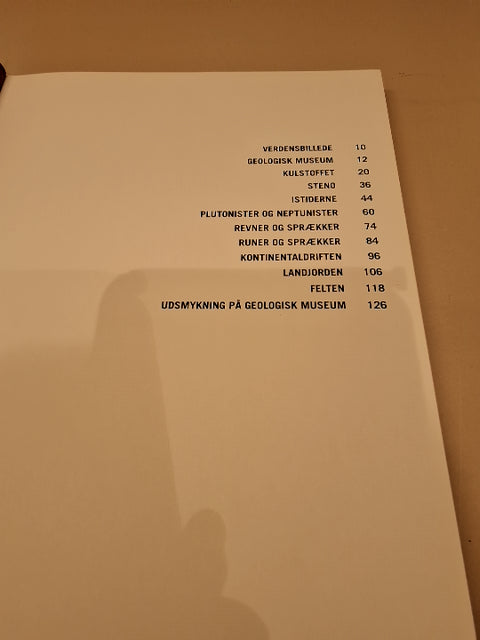 VERDENSBILLEDE 10
GEOLOGISK MUSEUM 12
KULSTOFFET 20
STENO 36
ISTIDERNE 44
PLUTONISTER OG NEPTUNISTER 60
REVNER OG SPRÆKKER 74
RUNER OG SPRÆKKER 84
KONTINENTALDRIFTEN 96
LANDJORDEN 106
FELTEN 118
UDSMYKNING PÅ GEOLOGISK MUSEUM 126